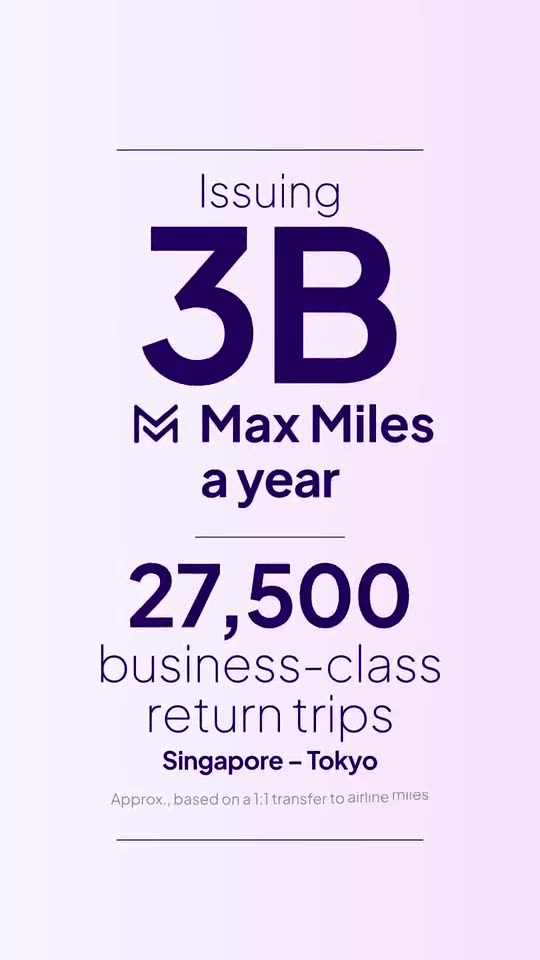 Issuing
3B
Max Miles
a year
27,500
business-class
return trips
Singapore – Tokyo
Approx., based on a 1:1 transfer to airline miles